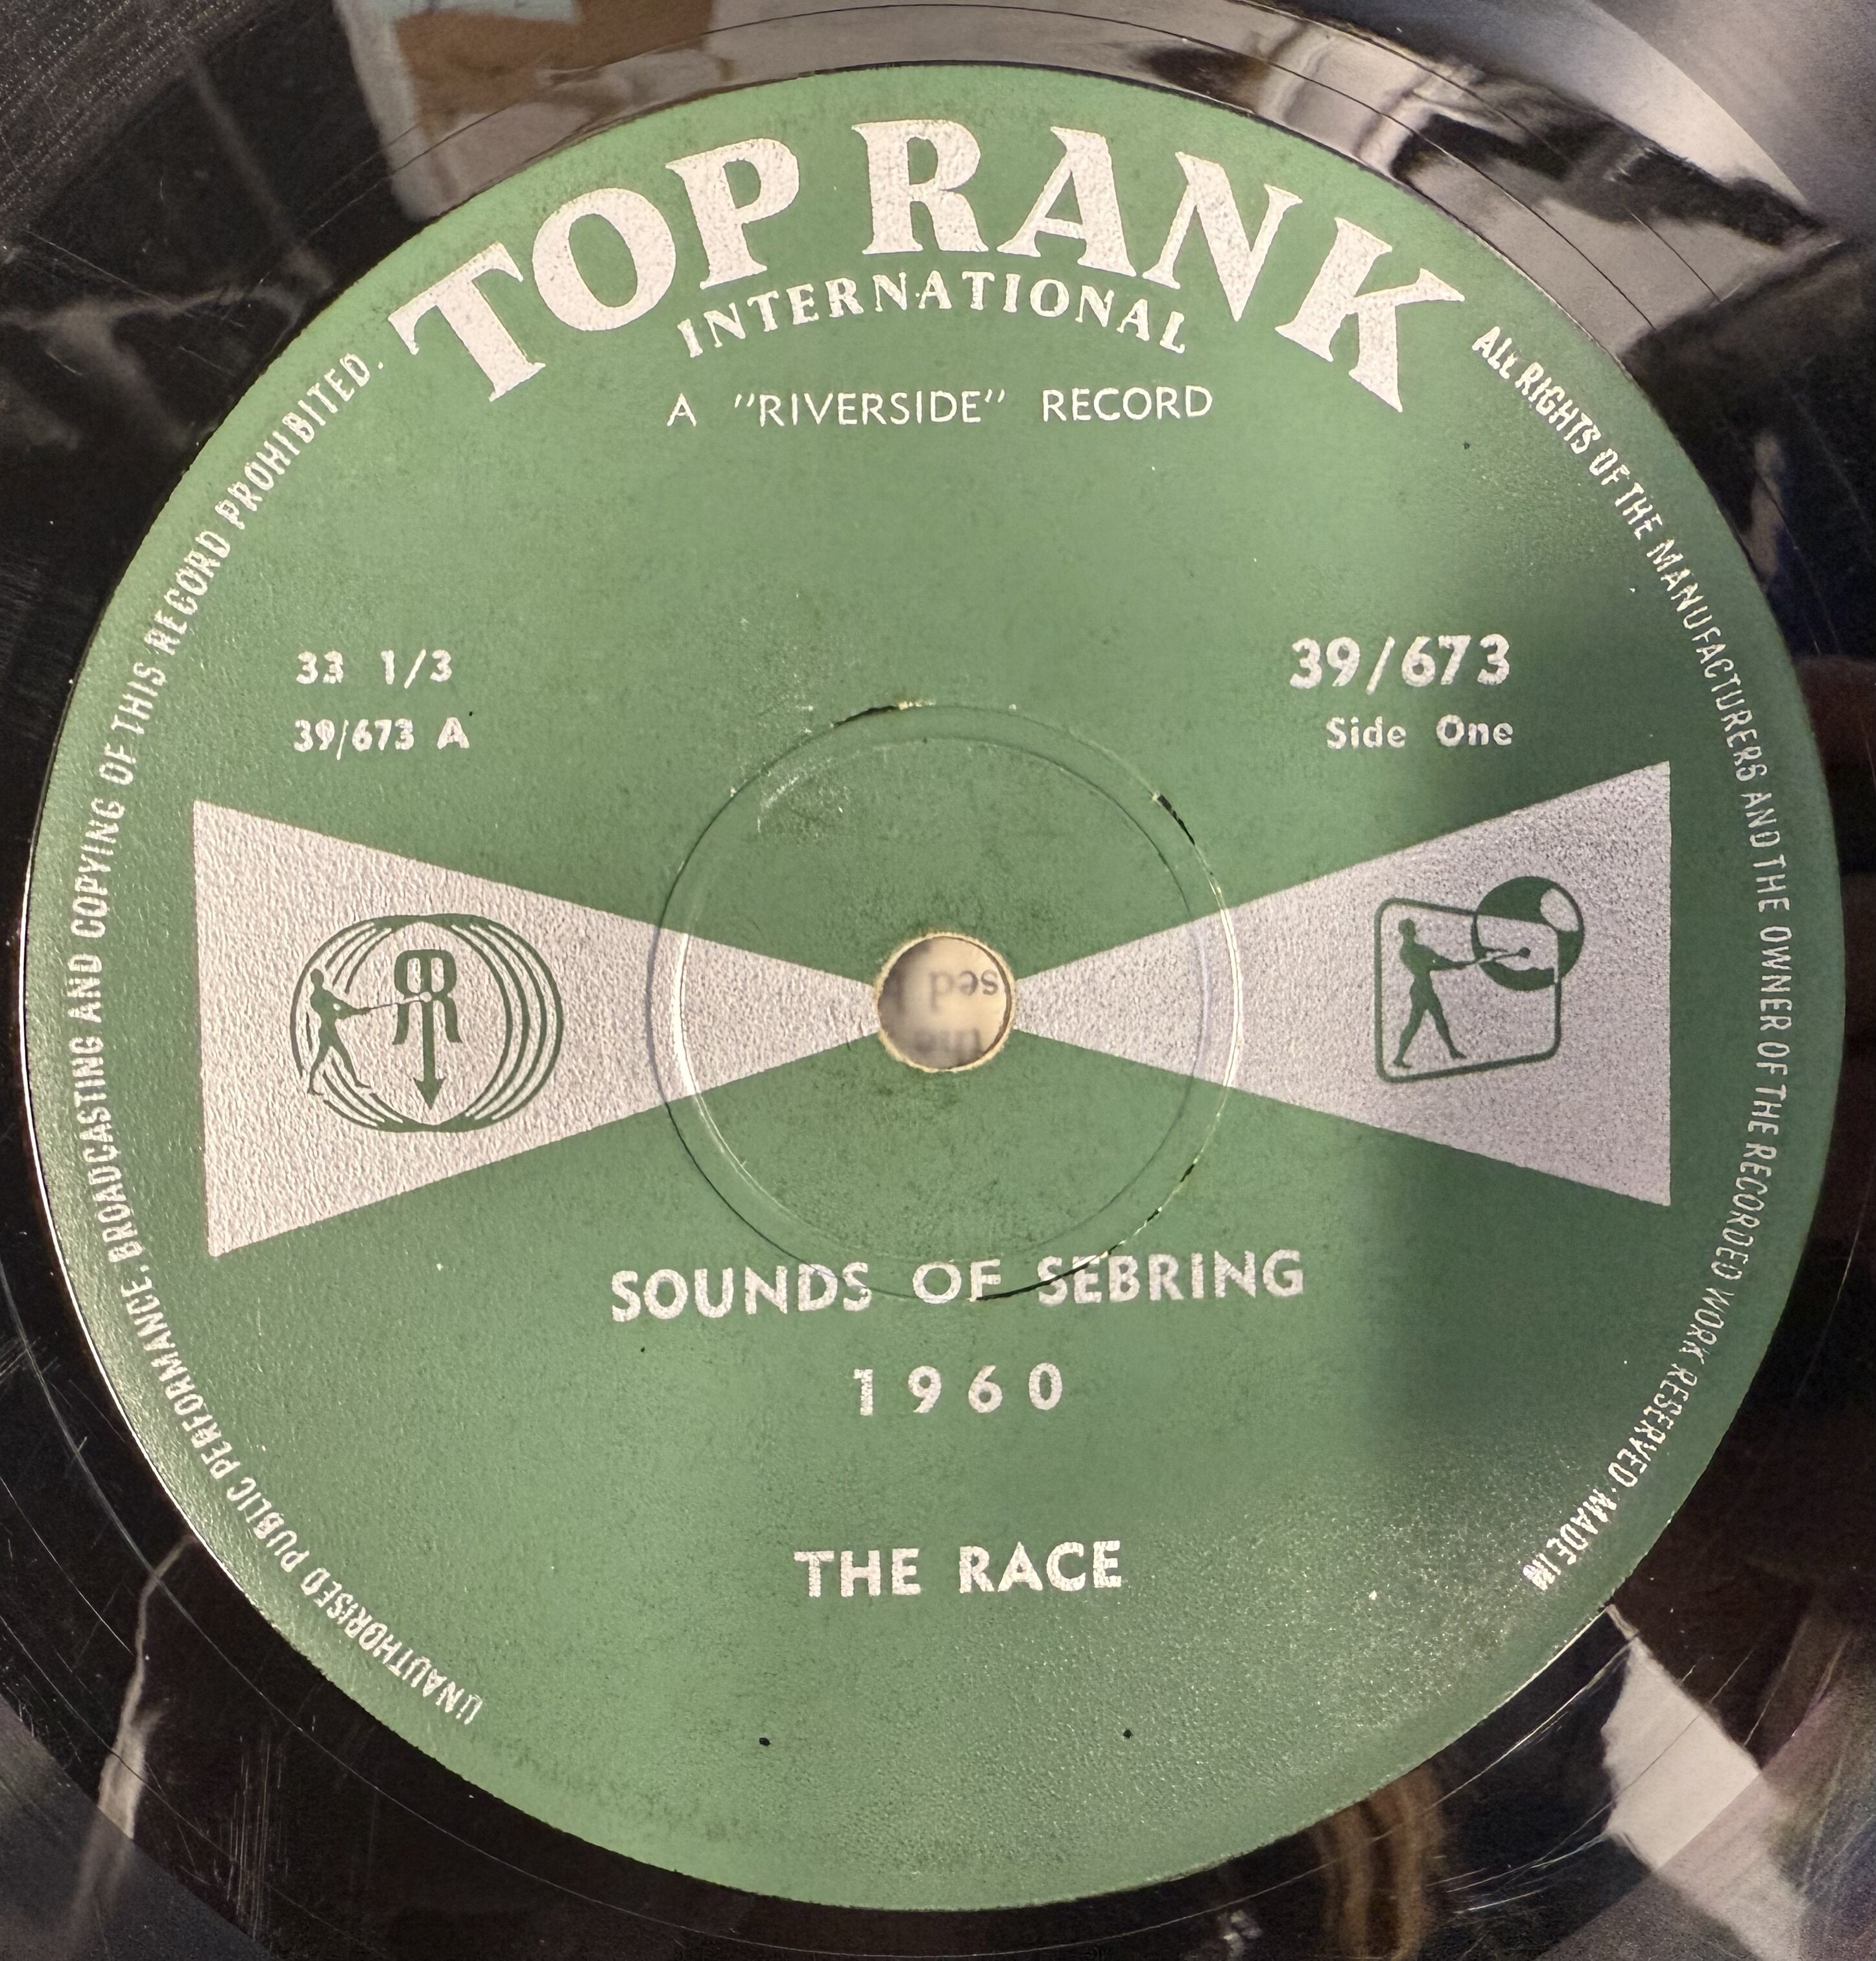 TOP RANK
INTERNATIONAL
A "RIVERSIDE" RECORD
33 1/3
39/673 A
39/673
Side One
SOUNDS OF SEBRING
1960
THE RACE
UNAUTHORISED PUBLIC PERFORMANCE, BROADCASTING AND COPYING OF THIS RECORD PROHIBITED.
ALL RIGHTS OF THE MANUFACTURERS AND THE OWNER OF THE RECORDED WORK RESERVED. MADE IN
sed